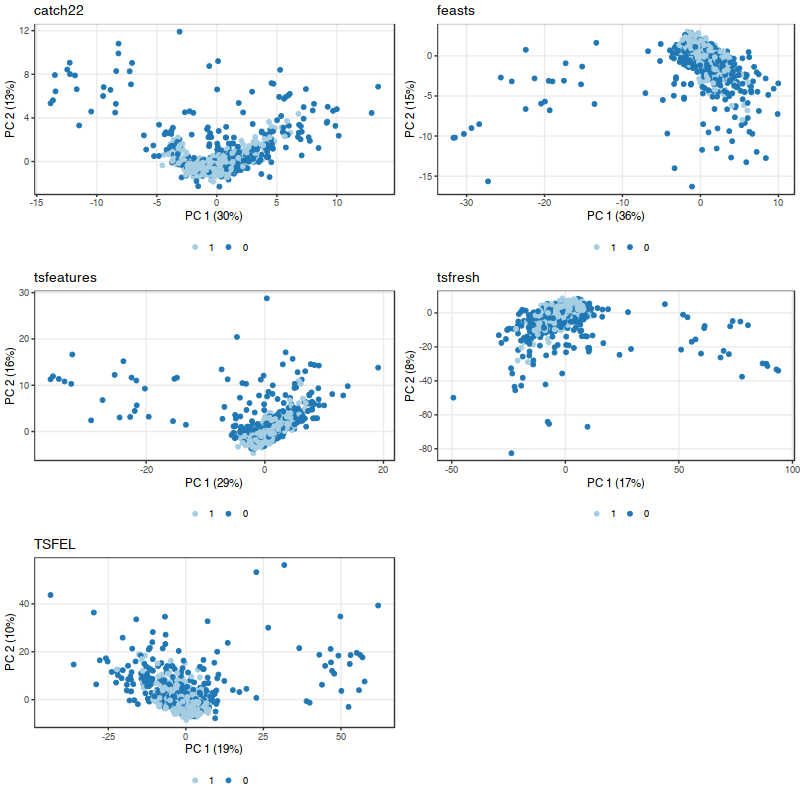 catch22
12
8
4
0
PC 2 (13%)
-15 -10 -5 0 5 10
PC 1 (30%)
1 0
feasts
0
-5
-10
-15
PC 2 (15%)
-30 -20 -10 0 10
PC 1 (36%)
1 0
tsfeatures
30
20
10
0
PC 2 (16%)
-20 0 20
PC 1 (29%)
1 0
tsfresh
0
-20
-40
-60
-80
PC 2 (8%)
-50 0 50 100
PC 1 (17%)
1 0
TSFEL
40
20
0
PC 2 (10%)
-25 0 25 50
PC 1 (19%)
1 0